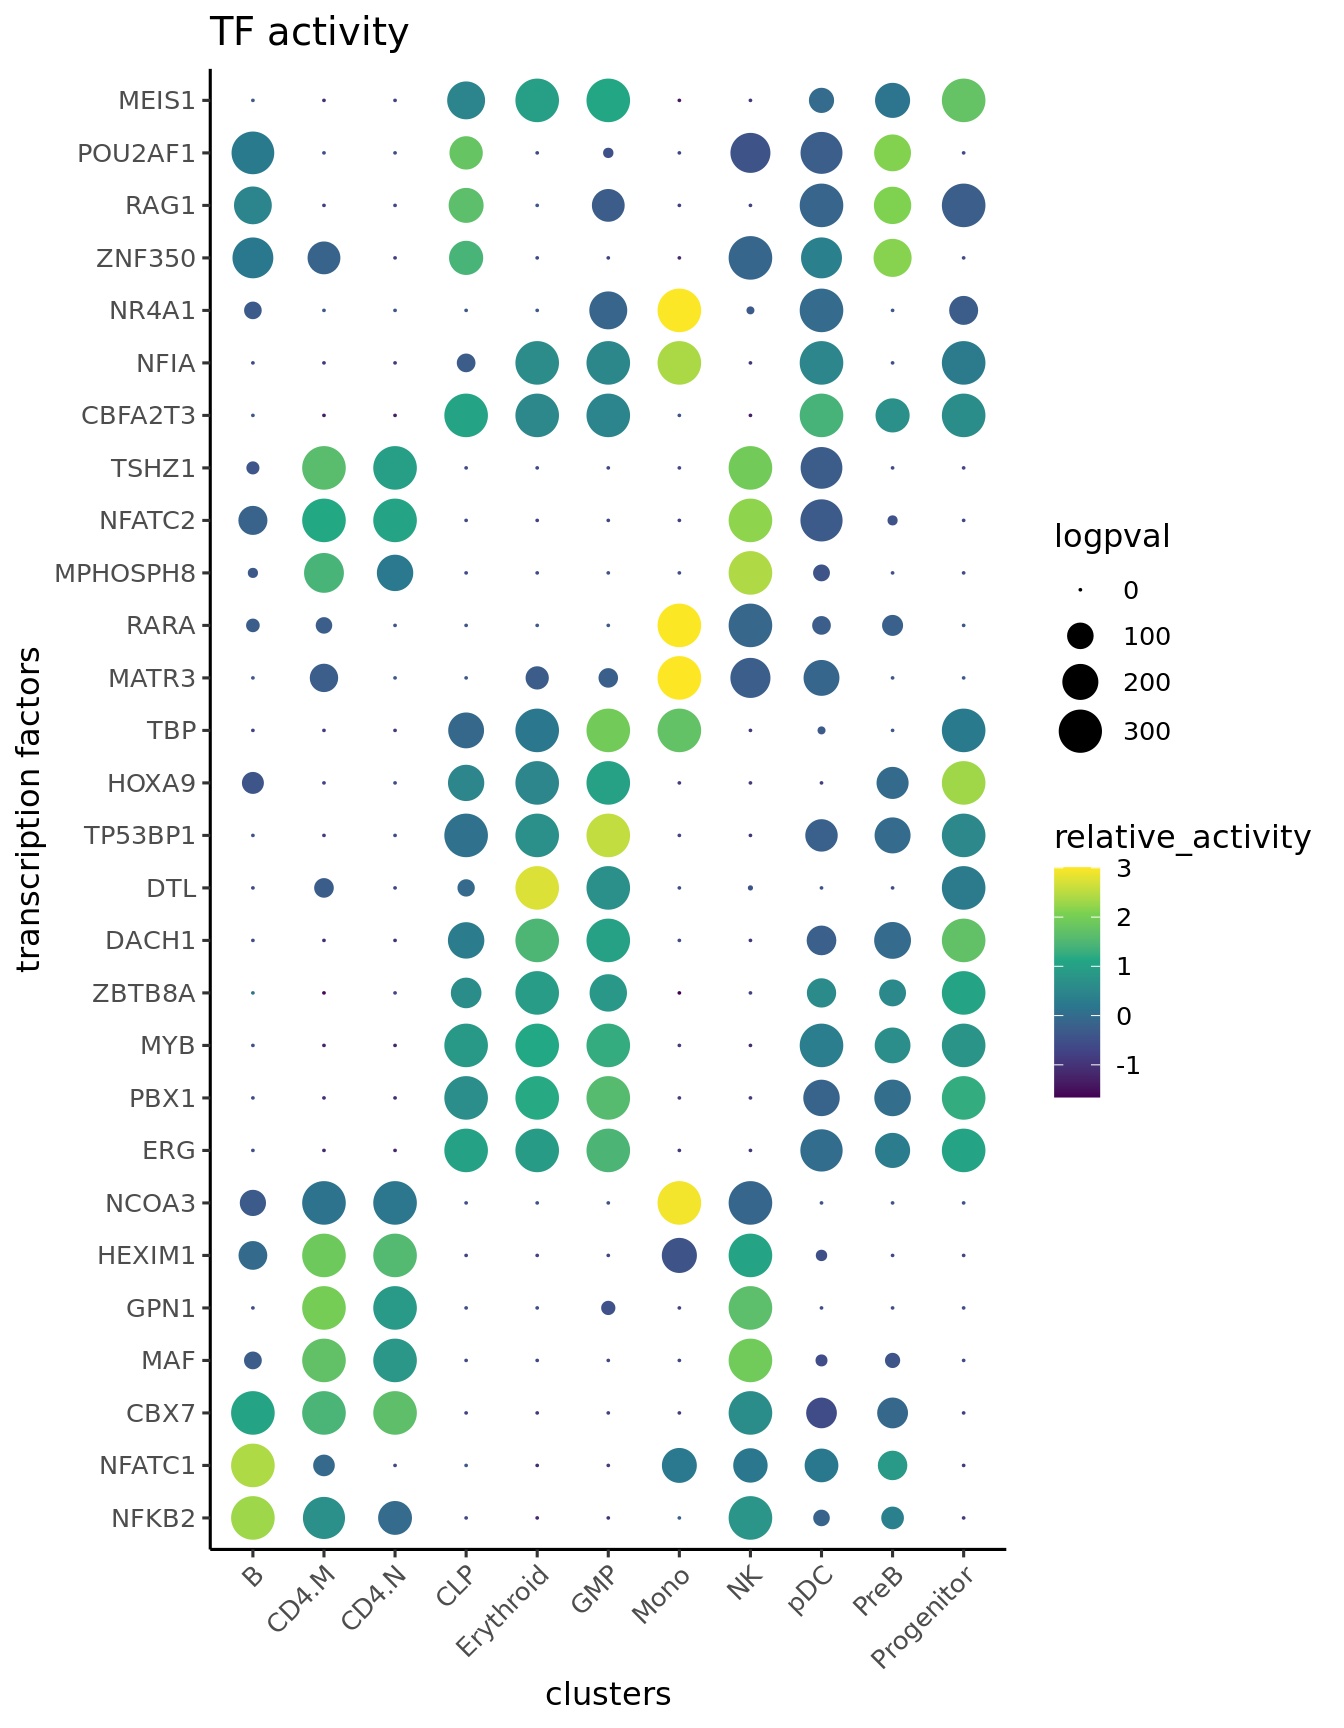 TF activity
MEIS1
POU2AF1
RAG1
ZNF350
NR4A1
NFIA
CBFA2T3
TSHZ1
NFATC2
MPHOSPH8
RARA
MATR3
TBP
HOXA9
TP53BP1
DTL
DACH1
ZBTB8A
MYB
PBX1
ERG
NCOA3
HEXIM1
GPN1
MAF
CBX7
NFATC1
NFKB2
transcription factors
B
CD4.M
CD4.N
CLP
Erythroid
GMP
Mono
NK
pDC
PreB
Progenitor
clusters
logpval
0
100
200
300
relative_activity
3
2
1
0
-1